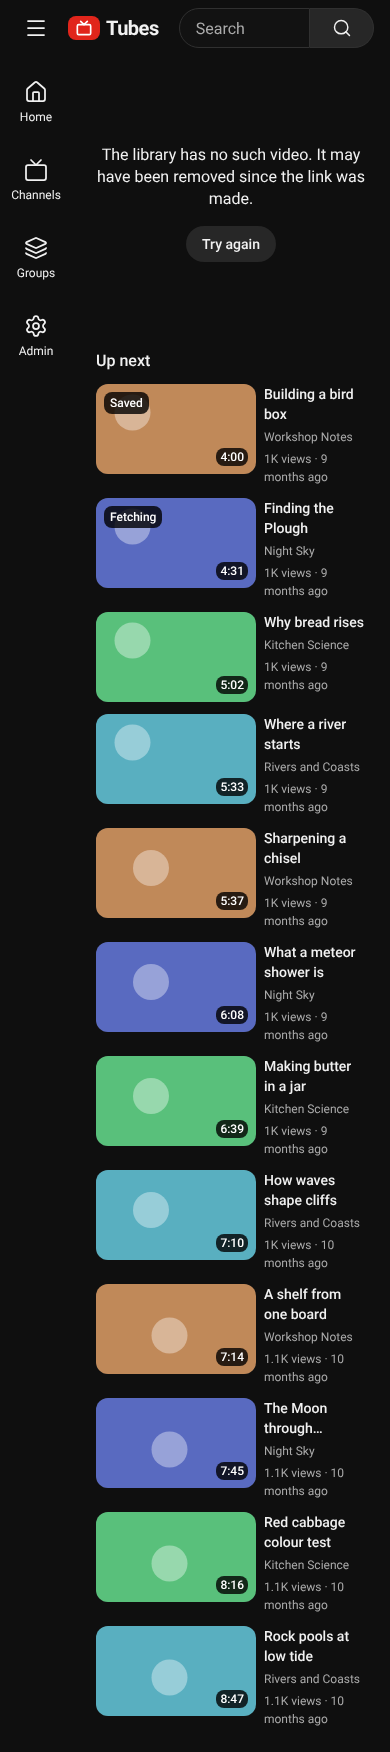 Tubes
Search
Home
Channels
Groups
Admin
The library has no such video. It may
have been removed since the link was
made.
Try again
Up next
Saved
4:00
Building a bird
box
Workshop Notes
1K views · 9
months ago
Fetching
4:31
Finding the
Plough
Night Sky
1K views · 9
months ago
5:02
Why bread rises
Kitchen Science
1K views · 9
months ago
5:33
Where a river
starts
Rivers and Coasts
1K views · 9
months ago
5:37
Sharpening a
chisel
Workshop Notes
1K views · 9
months ago
6:08
What a meteor
shower is
Night Sky
1K views · 9
months ago
6:39
Making butter
in a jar
Kitchen Science
1K views · 9
months ago
7:10
How waves
shape cliffs
Rivers and Coasts
1K views · 10
months ago
7:14
A shelf from
one board
Workshop Notes
1.1K views · 10
months ago
7:45
The Moon
through...
Night Sky
1.1K views · 10
months ago
8:16
Red cabbage
colour test
Kitchen Science
1.1K views · 10
months ago
8:47
Rock pools at
low tide
Rivers and Coasts
1.1K views · 10
months ago